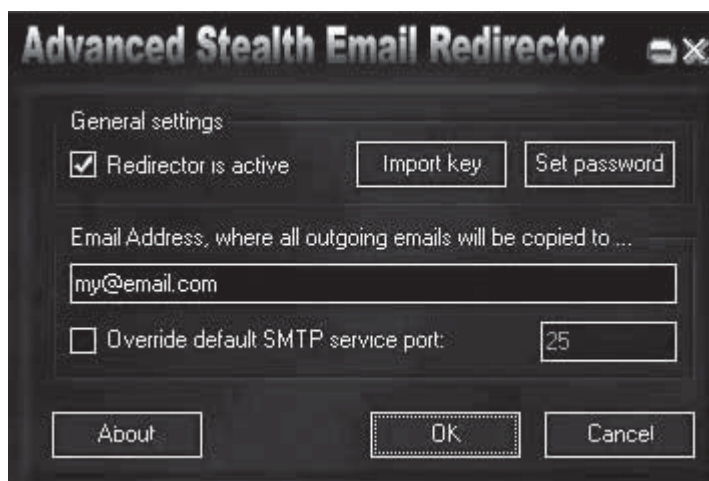 Advanced Stealth Email Redirector
General settings
Redirector is active
Import key
Set password
Email Address, where all outgoing emails will be copied to ...
my@email.com
Override default SMTP service port:
25
About
OK
Cancel